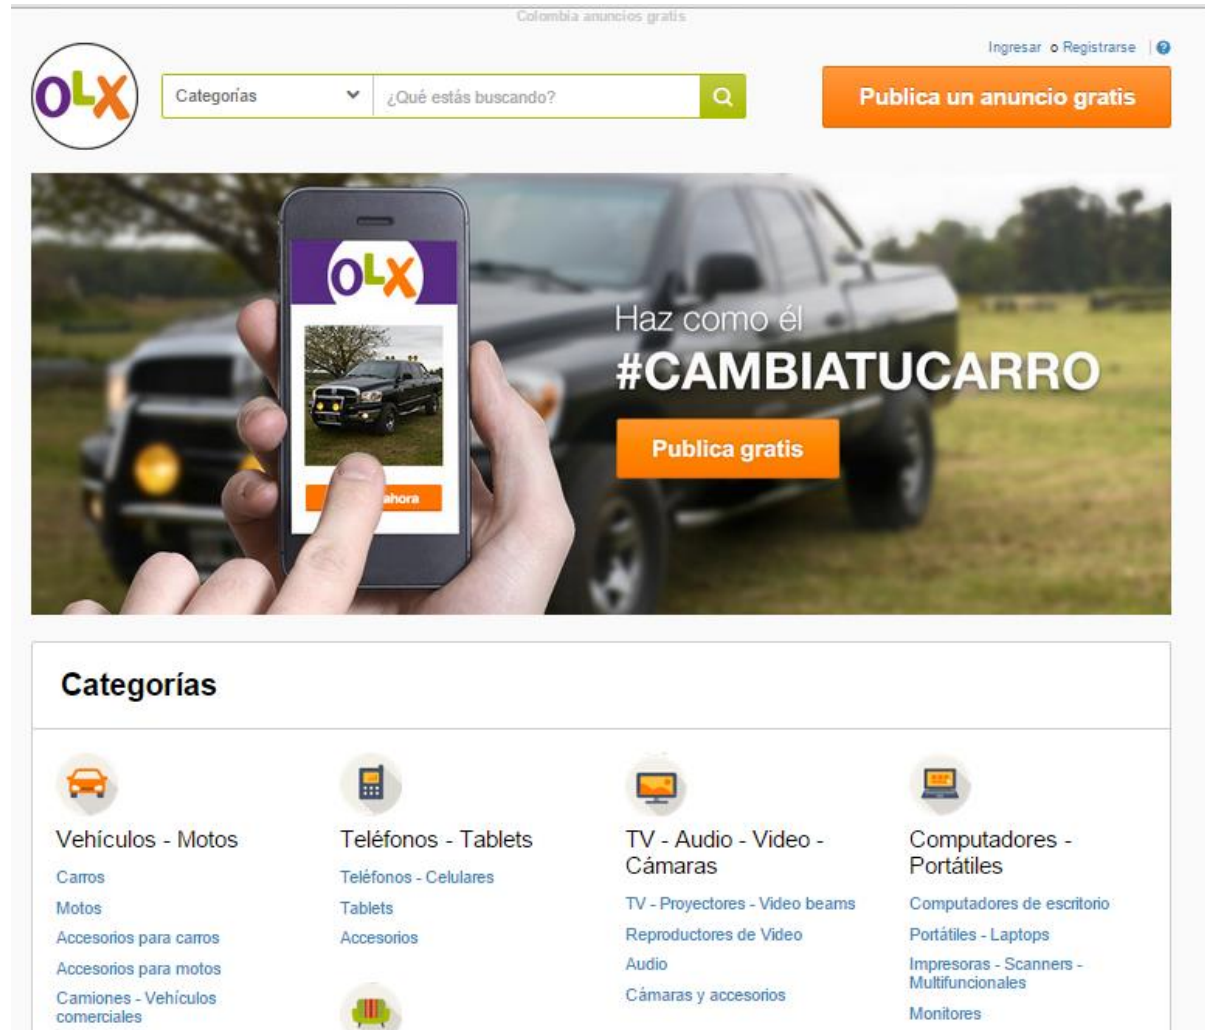 Colombia anuncios gratis
Ingresar o Registrarse
OLX
Categorías
¿Qué estás buscando?
Publica un anuncio gratis
OLX
ahora
Haz como él
#CAMBIATUCARRO
Publica gratis
Categorías
Vehículos - Motos
Carros
Motos
Accesorios para carros
Accesorios para motos
Camiones - Vehículos
comerciales
Teléfonos - Tablets
Teléfonos - Celulares
Tablets
Accesorios
TV - Audio - Video -
Cámaras
TV - Proyectores - Video beams
Reproductores de Video
Audio
Cámaras y accesorios
Computadores -
Portátiles
Computadores de escritorio
Portátiles - Laptops
Impresoras - Scanners -
Multifuncionales
Monitores